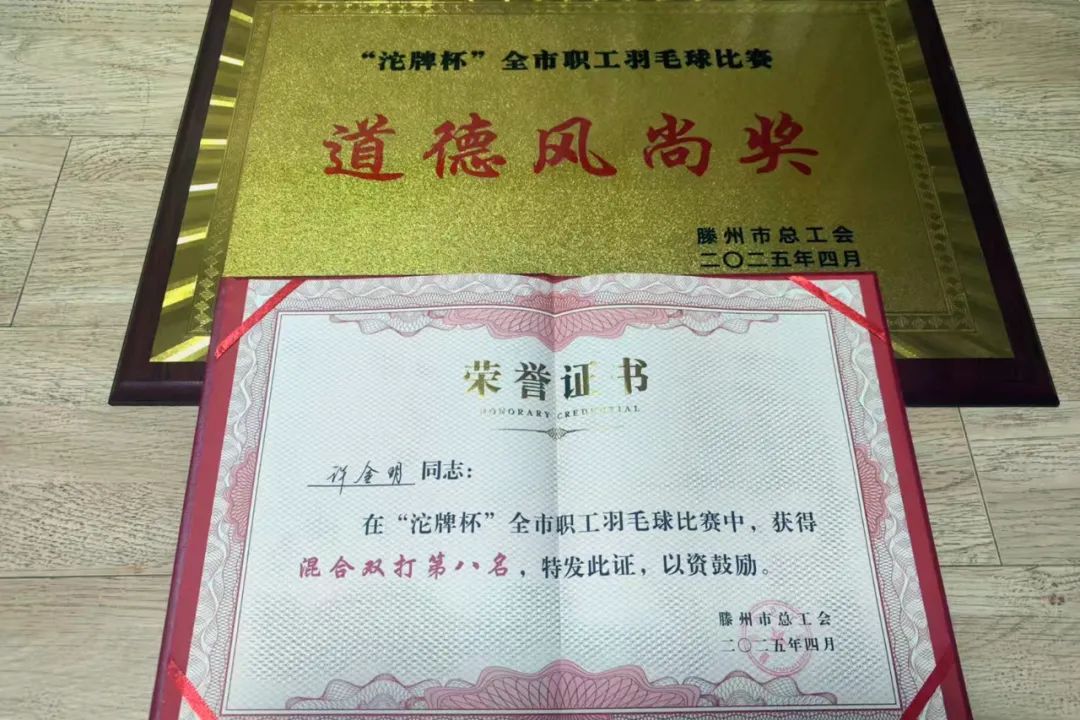 “沱牌杯”全市职工羽毛球比赛
道德风尚奖
滕州市总工会
二〇二五年四月
荣誉证书
HONORARY CREDENTIAL
许金明 同志：
在“沱牌杯”全市职工羽毛球比赛中，获得
混合双打第八名，特发此证，以资鼓励。
滕州市总工会
二〇二五年四月